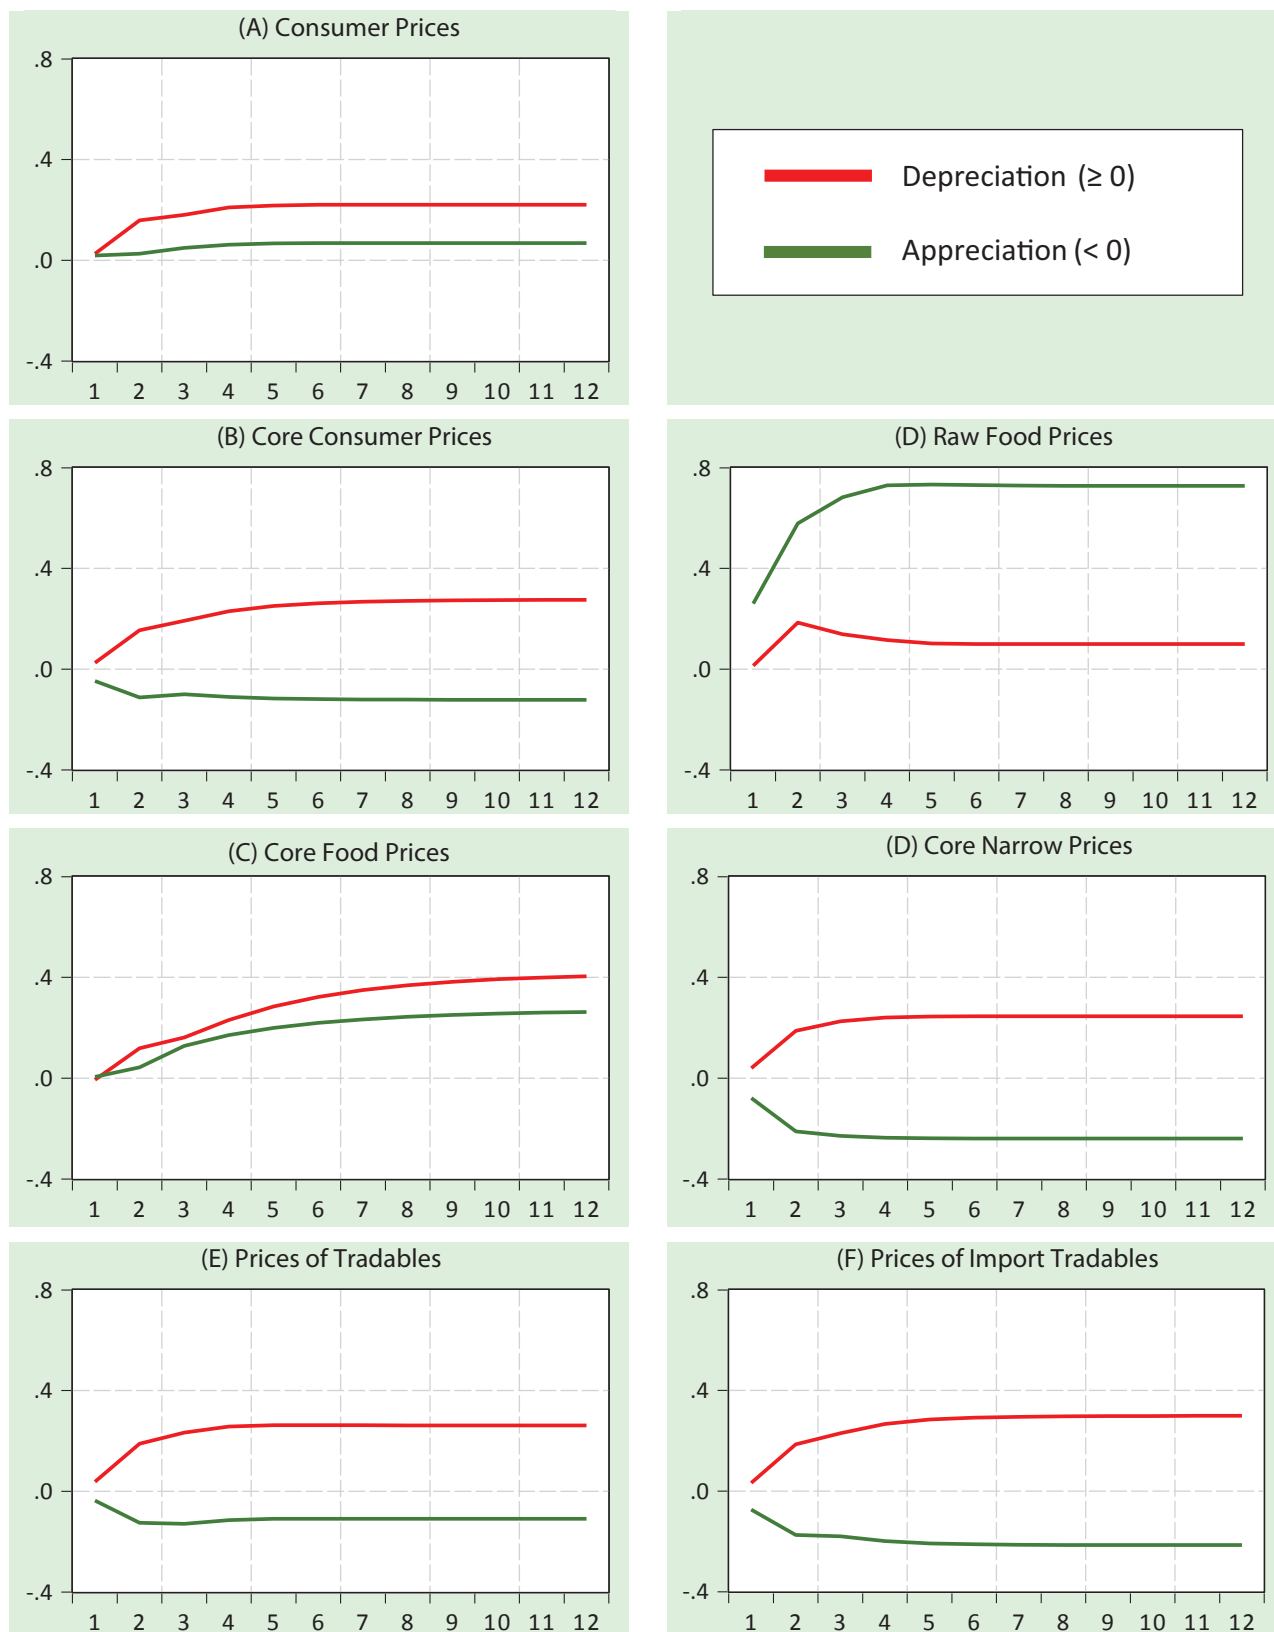 (A) Consumer Prices
.8
.4
.0
-.4
1 2 3 4 5 6 7 8 9 10 11 12
Depreciation (≥ 0)
Appreciation (< 0)
(B) Core Consumer Prices
.8
.4
.0
-.4
1 2 3 4 5 6 7 8 9 10 11 12
(D) Raw Food Prices
.8
.4
.0
-.4
1 2 3 4 5 6 7 8 9 10 11 12
(C) Core Food Prices
.8
.4
.0
-.4
1 2 3 4 5 6 7 8 9 10 11 12
(D) Core Narrow Prices
.8
.4
.0
-.4
1 2 3 4 5 6 7 8 9 10 11 12
(E) Prices of Tradables
.8
.4
.0
-.4
1 2 3 4 5 6 7 8 9 10 11 12
(F) Prices of Import Tradables
.8
.4
.0
-.4
1 2 3 4 5 6 7 8 9 10 11 12